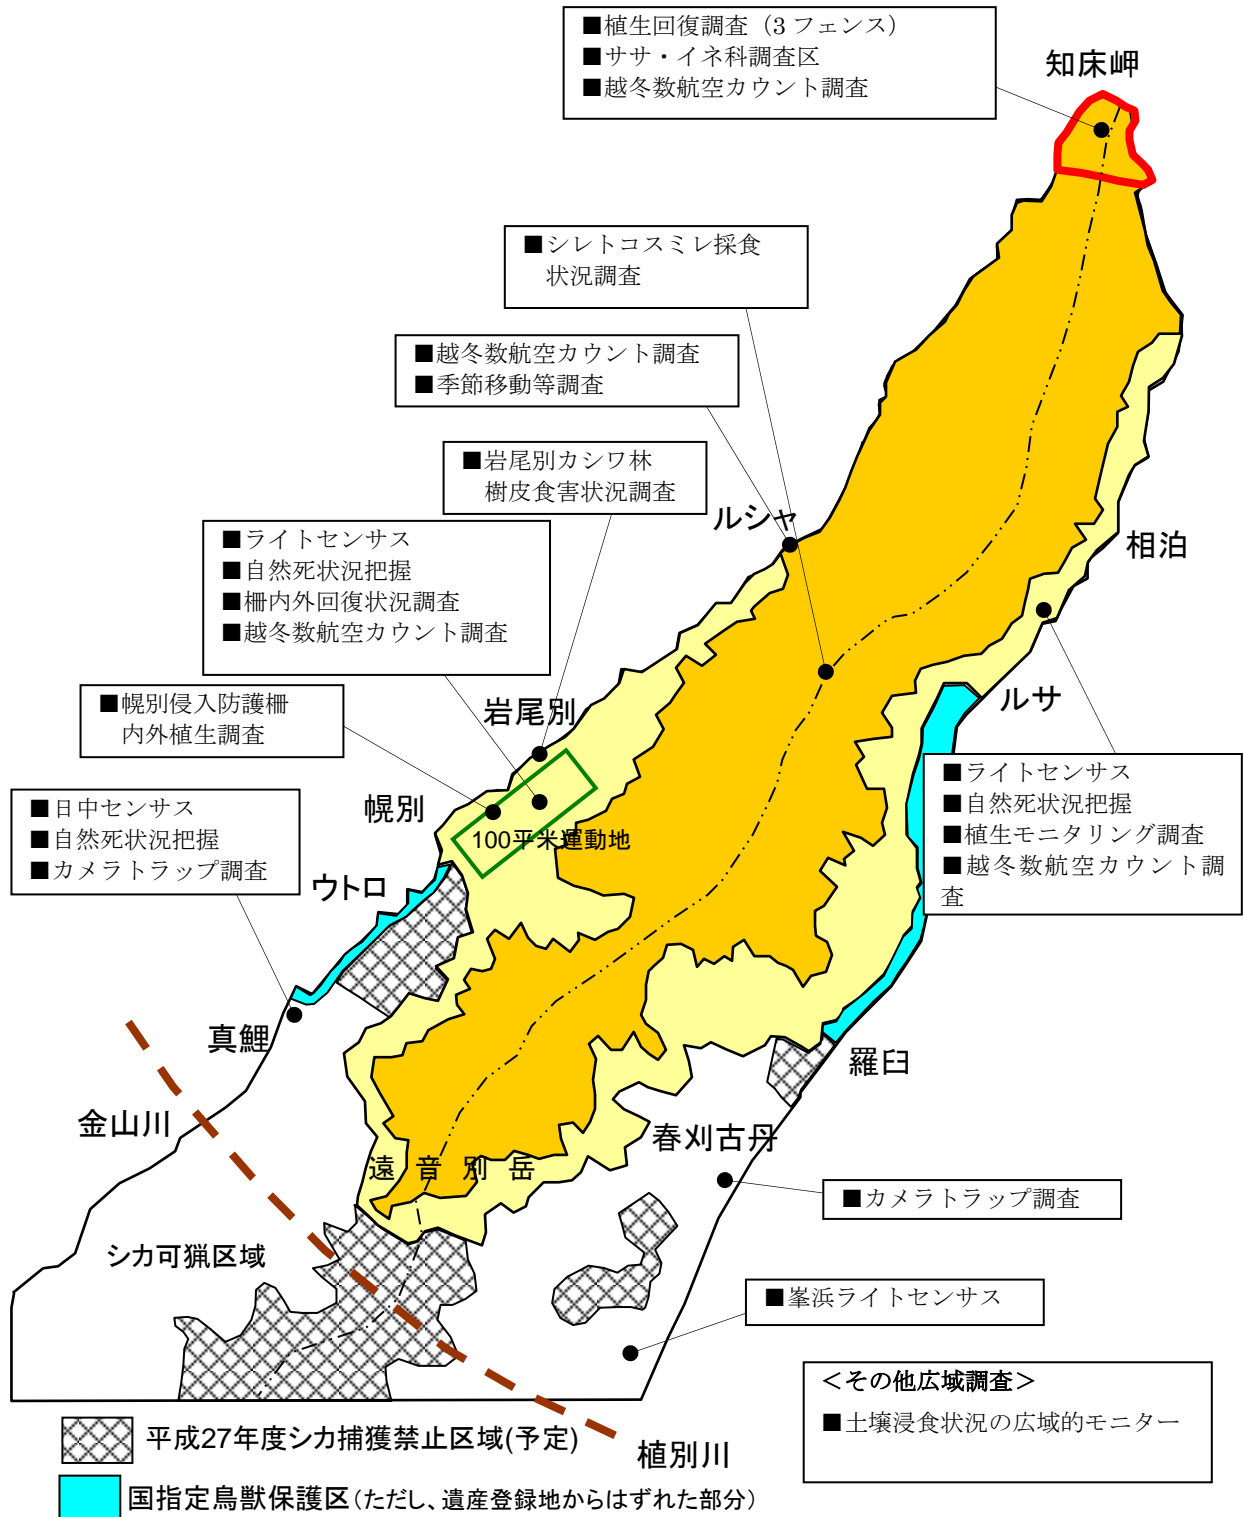 ■植生回復調査（3 フェンス）
■ササ・イネ科調査区
■越冬数航空カウント調査
知床岬
■シレトコスミレ採食
状況調査
■越冬数航空カウント調査
■季節移動等調査
■岩尾別カシワ林
樹皮食害状況調査
ルシャ
相泊
■ライトセンサス
■自然死状況把握
■柵内外回復状況調査
■越冬数航空カウント調査
■幌別侵入防護柵
内外植生調査
岩尾別
ルサ
■日中センサス
■自然死状況把握
■カメラトラップ調査
幌別
100平米運動地
■ライトセンサス
■自然死状況把握
■植生モニタリング調査
■越冬数航空カウント調
査
ウトロ
真鯉
羅臼
金山川
春刈古丹
遠音別岳
■カメラトラップ調査
シカ可猟区域
■峯浜ライトセンサス
＜その他広域調査＞
■土壌浸食状況の広域的モニター
平成27年度シカ捕獲禁止区域(予定)
植別川
国指定鳥獣保護区(ただし、遺産登録地からはずれた部分)